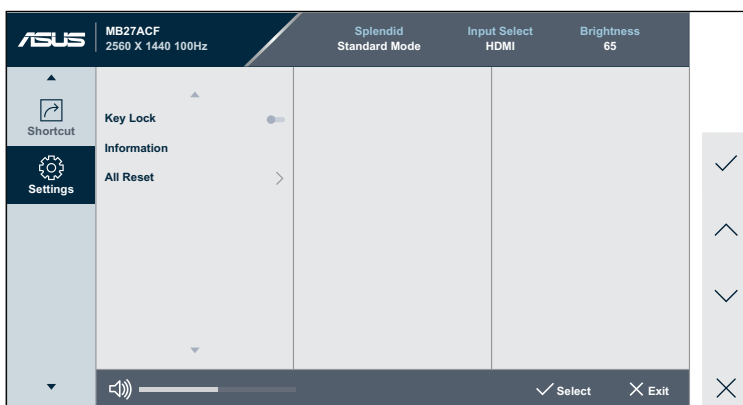 ASUS
MB27ACF
2560 X 1440 100Hz
Splendid
Standard Mode
Input Select
HDMI
Brightness
65
Shortcut
Settings
Key Lock
Information
All Reset
Select
Exit